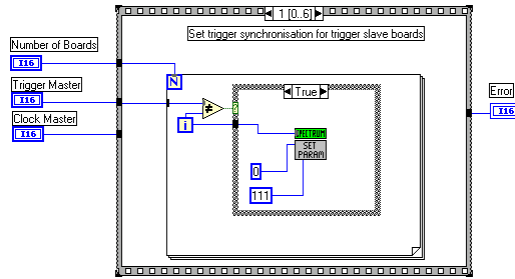 1 [0..6]
Set trigger synchronisation for trigger slave boards
Number of Boards
I16
N
Trigger Master
I16
Clock Master
I16
True
≠
?
i
SPECTRUM
SET
PARAM
0
111
Error
I16